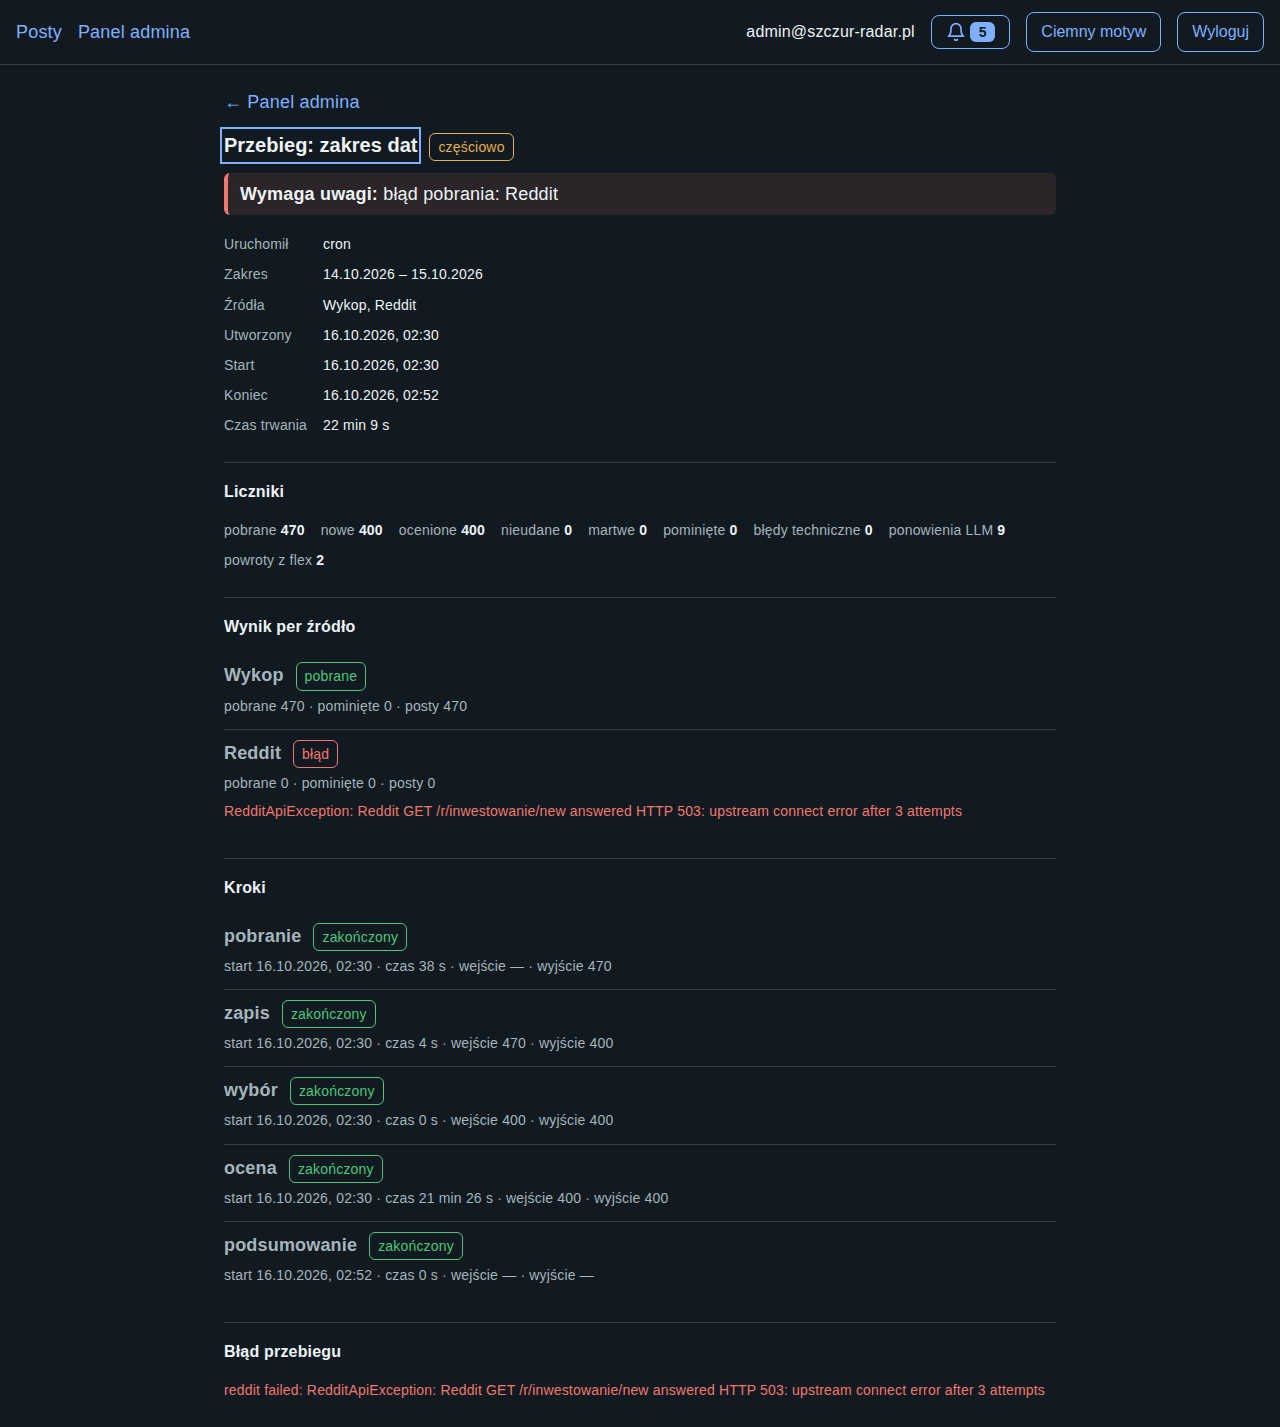 Posty Panel admina admin@szczur-radar.pl 5 Ciemny motyw Wyloguj
← Panel admina
Przebieg: zakres dat częściowo
Wymaga uwagi: błąd pobrania: Reddit
Uruchomił cron
Zakres 14.10.2026 – 15.10.2026
Źródła Wykop, Reddit
Utworzony 16.10.2026, 02:30
Start 16.10.2026, 02:30
Koniec 16.10.2026, 02:52
Czas trwania 22 min 9 s
Liczniki
pobrane 470 nowe 400 ocenione 400 nieudane 0 martwe 0 pominięte 0 błędy techniczne 0 ponowienia LLM 9
powroty z flex 2
Wynik per źródło
Wykop pobrane
pobrane 470 · pominięte 0 · posty 470
Reddit błąd
pobrane 0 · pominięte 0 · posty 0
RedditApiException: Reddit GET /r/inwestowanie/new answered HTTP 503: upstream connect error after 3 attempts
Kroki
pobranie zakończony
start 16.10.2026, 02:30 · czas 38 s · wejście — · wyjście 470
zapis zakończony
start 16.10.2026, 02:30 · czas 4 s · wejście 470 · wyjście 400
wybór zakończony
start 16.10.2026, 02:30 · czas 0 s · wejście 400 · wyjście 400
ocena zakończony
start 16.10.2026, 02:30 · czas 21 min 26 s · wejście 400 · wyjście 400
podsumowanie zakończony
start 16.10.2026, 02:52 · czas 0 s · wejście — · wyjście —
Błąd przebiegu
reddit failed: RedditApiException: Reddit GET /r/inwestowanie/new answered HTTP 503: upstream connect error after 3 attempts